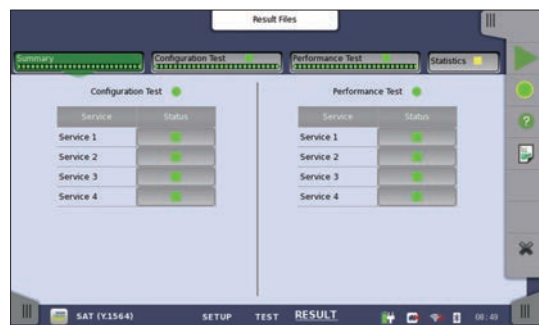 Result Files
Summary Configuration Test Performance Test Statistics
Configuration Test Performance Test
Service Status Service Status
Service 1 Service 1
Service 2 Service 2
Service 3 Service 3
Service 4 Service 4
SAT (Y.1564) SETUP TEST RESULT 08:49